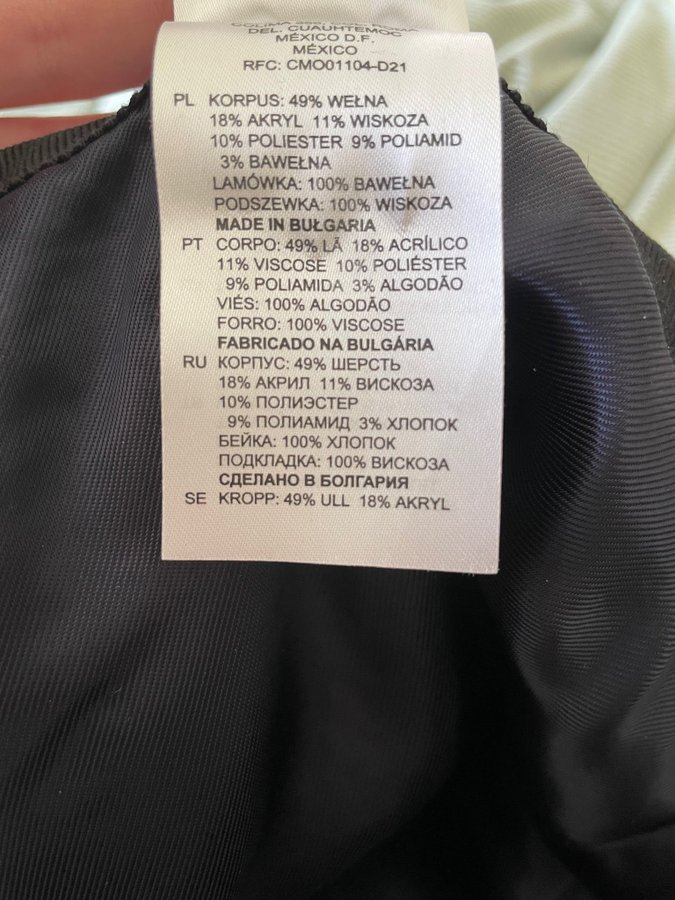 DEL. CUAUHTEMOC
MÉXICO D.F.
MÉXICO
RFC: CMO01104-D21
PL KORPUS: 49% WEŁNA
18% AKRYL 11% WISKOZA
10% POLIESTER 9% POLIAMID
3% BAWEŁNA
LAMÓWKA: 100% BAWEŁNA
PODSZEWKA: 100% WISKOZA
MADE IN BUŁGARIA
PT CORPO: 49% LÃ 18% ACRÍLICO
11% VISCOSE 10% POLIÉSTER
9% POLIAMIDA 3% ALGODÃO
VIÉS: 100% ALGODÃO
FORRO: 100% VISCOSE
FABRICADO NA BULGÁRIA
RU КОРПУС: 49% ШЕРСТЬ
18% АКРИЛ 11% ВИСКОЗА
10% ПОЛИЭСТЕР
9% ПОЛИАМИД 3% ХЛОПОК
БЕЙКА: 100% ХЛОПОК
ПОДКЛАДКА: 100% ВИСКОЗА
СДЕЛАНО В БОЛГАРИЯ
SE KROPP: 49% ULL 18% AKRYL